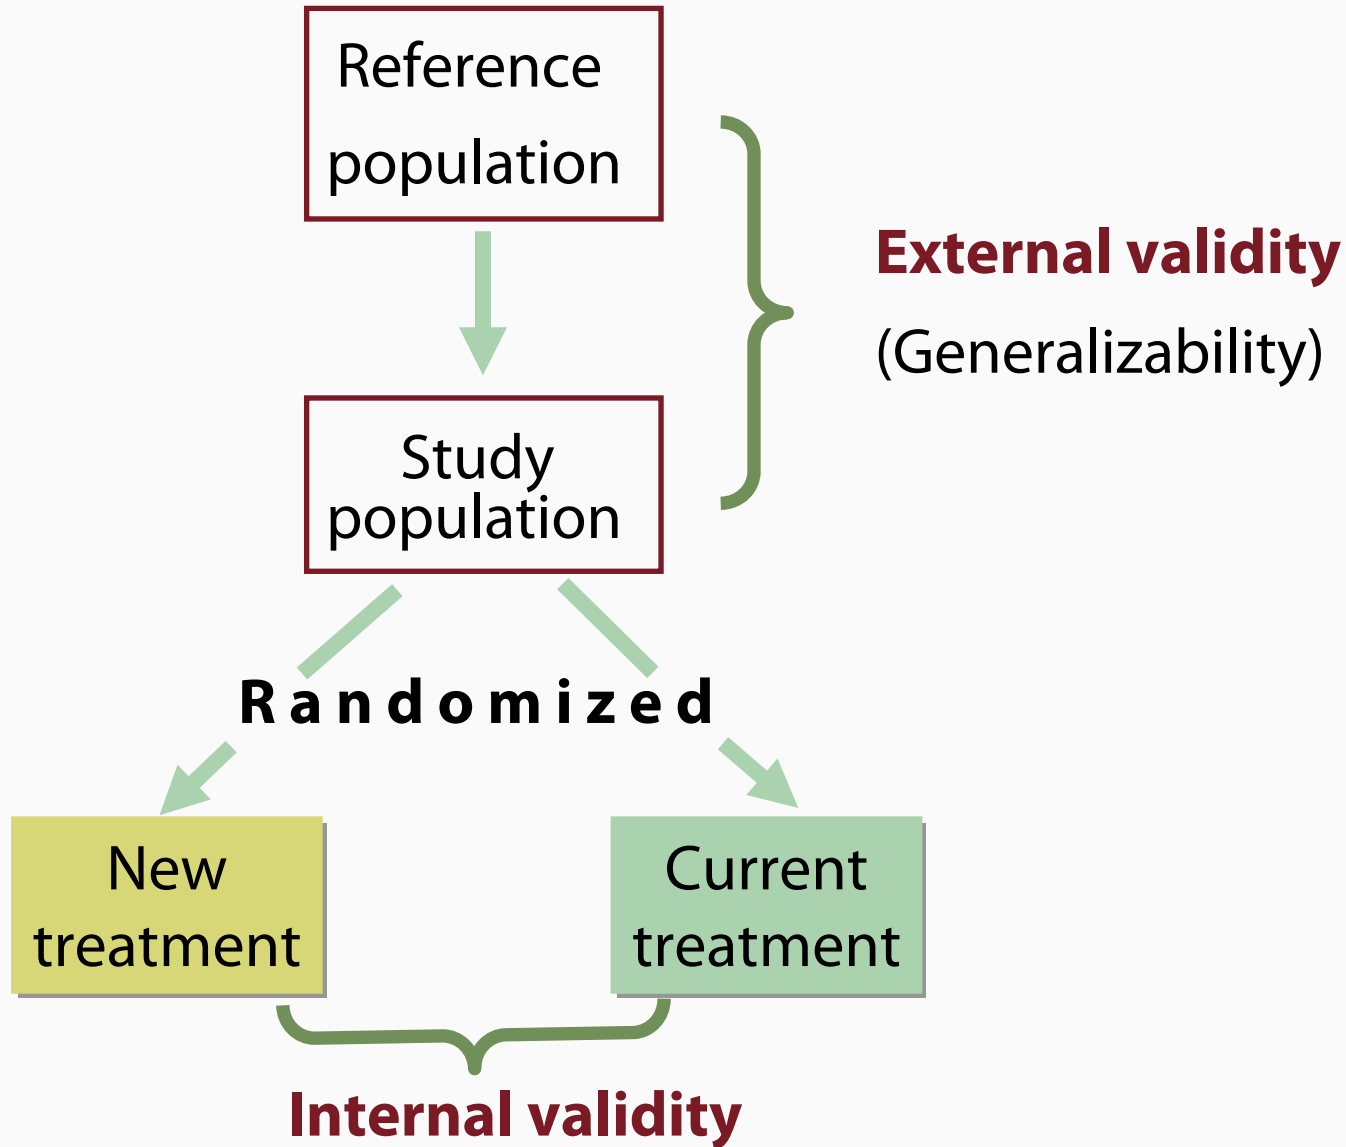 Reference
population
External validity
(Generalizability)
Study
population
Randomized
New
treatment
Current
treatment
Internal validity